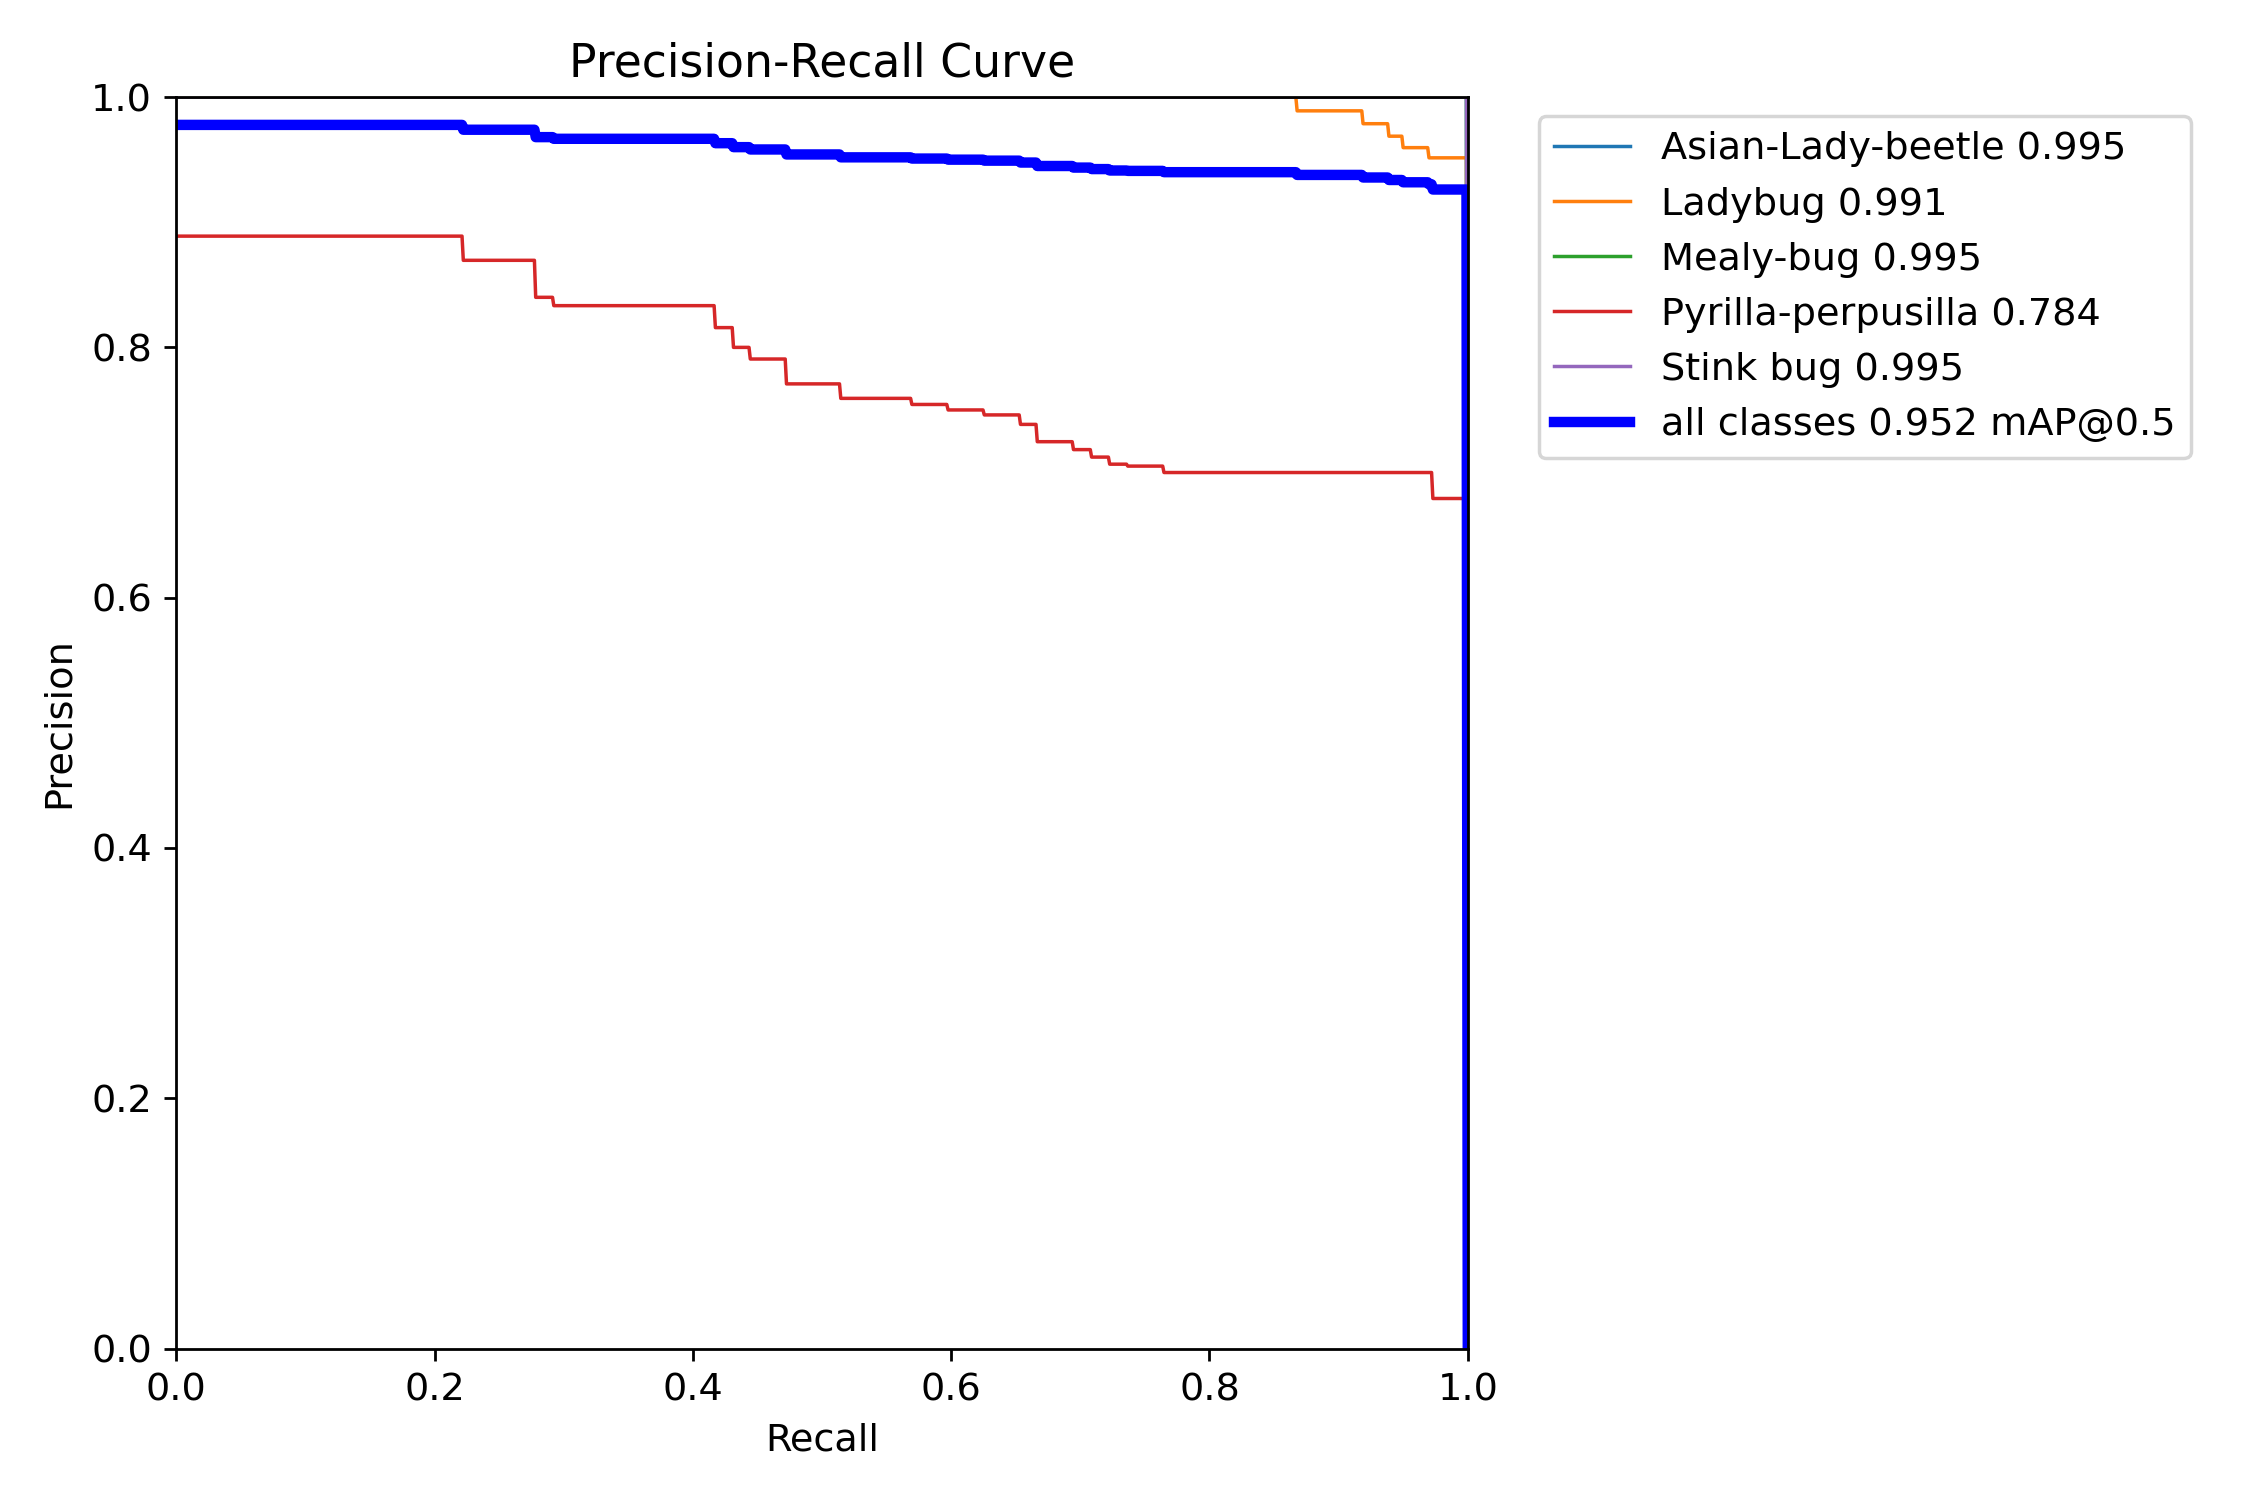 Precision-Recall Curve
1.0
0.8
0.6
0.4
0.2
0.0
Precision
0.0 0.2 0.4 0.6 0.8 1.0
Recall
Asian-Lady-beetle 0.995
Ladybug 0.991
Mealy-bug 0.995
Pyrilla-perpusilla 0.784
Stink bug 0.995
all classes 0.952 mAP@0.5